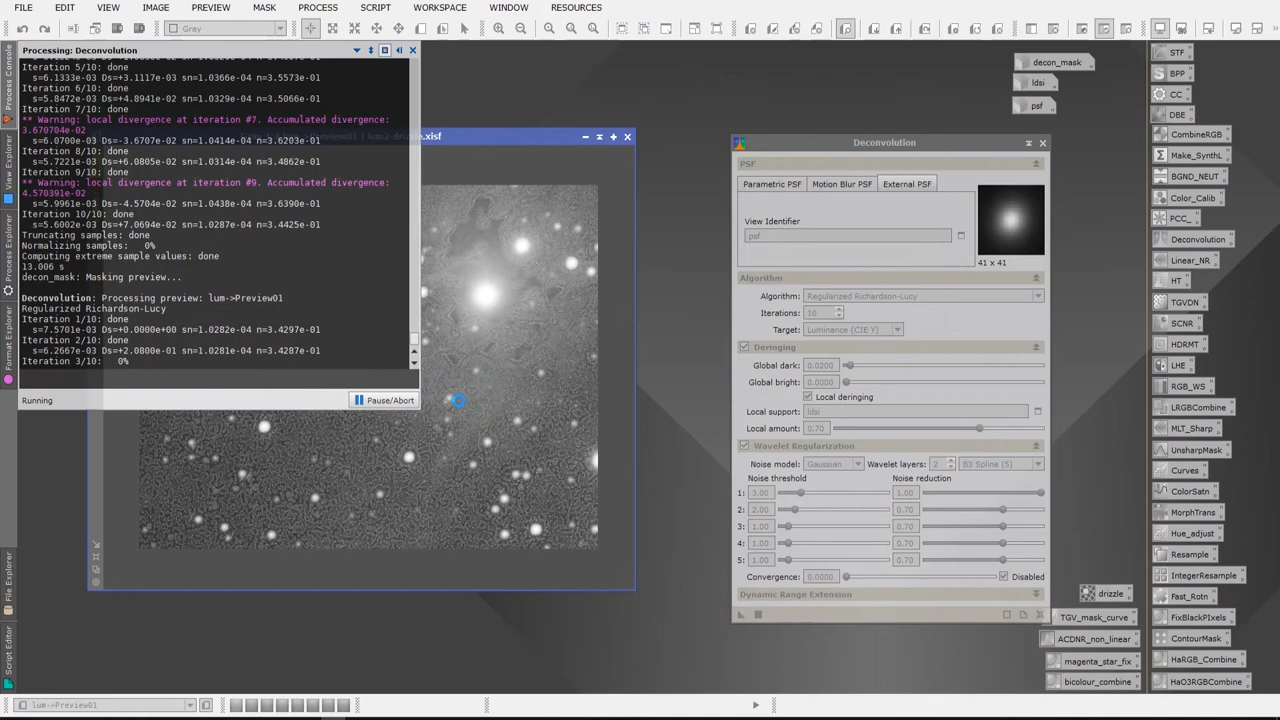 FILE EDIT VIEW IMAGE PREVIEW MASK PROCESS SCRIPT WORKSPACE WINDOW RESOURCES
Gray
Processing: Deconvolution
Iteration 5/10: done
s=6.1333e-03 Ds=+3.1117e-03 sn=1.0366e-04 n=3.5573e-01
Iteration 6/10: done
s=5.8472e-03 Ds=+4.8941e-02 sn=1.0329e-04 n=3.5066e-01
Iteration 7/10: done
** Warning: local divergence at iteration #7. Accumulated divergence:
3.670704e-02
s=6.0700e-03 Ds=-3.6707e-02 sn=1.0414e-04 n=3.6203e-01
Iteration 8/10: done
s=5.7221e-03 Ds=+6.0805e-02 sn=1.0314e-04 n=3.4862e-01
Iteration 9/10: done
** Warning: local divergence at iteration #9. Accumulated divergence:
4.570391e-02
s=5.9961e-03 Ds=-4.5704e-02 sn=1.0438e-04 n=3.6390e-01
Iteration 10/10: done
s=5.6002e-03 Ds=+7.0694e-02 sn=1.0242e-04 n=3.4425e-01
Truncating samples: done
Normalizing samples: 0%
Computing extreme sample values: done
13.006 s
decon_mask: Masking preview...
Deconvolution: Processing preview: lum->Preview01
Regularized Richardson-Lucy
Iteration 1/10: done
s=7.5701e-03 Ds=+0.0000e+00 sn=1.0282e-04 n=3.4297e-01
Iteration 2/10: done
s=6.2667e-03 Ds=+2.0800e-01 sn=1.0281e-04 n=3.4287e-01
Iteration 3/10: 0%
Running
Pause/Abort
Process Console
View Explorer
Process Explorer
Format Explorer
File Explorer
Script Editor
decon_mask
ldsi
psf
Deconvolution
PSF
Parametric PSF Motion Blur PSF External PSF
View Identifier
psf
41 x 41
Algorithm
Algorithm: Regularized Richardson-Lucy
Iterations: 10
Target: Luminance (CIE Y)
Deringing
Global dark: 0.0200
Global bright: 0.0000
Local deringing
Local support: ldsi
Local amount: 0.70
Wavelet Regularization
Noise model: Gaussian Wavelet layers: 2 B3 Spline (5)
Noise threshold Noise reduction
1: 3.00 1.00
2: 2.00 0.70
3: 1.00 0.70
4: 1.00 0.70
5: 1.00 0.70
Convergence: 0.0000 Disabled
Dynamic Range Extension
drizzle
TGV_mask_curve
ACDNR_non_linear
magenta_star_fix
bicolour_combine
STF
BPP
CC
DBE
CombineRGB
Make_SynthL
BGND_NEUT
Color_Calib
PCC_
Deconvolution
Linear_NR
HT
TGVDN
SCNR
HDRMT
LHE
RGB_WS
LRGBCombine
MLT_Sharp
UnsharpMask
Curves
ColorSatn
MorphTrans
Hue_adjust
Resample
IntegerResample
Fast_Rotn
FixBlackPIxels
ContourMask
HaRGB_Combine
HaO3RGBCombine
lum->Preview01